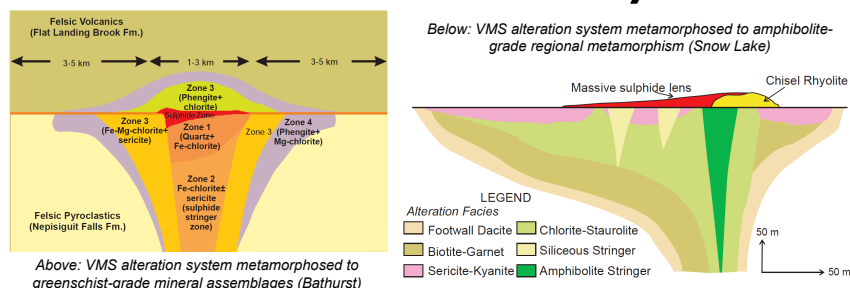 Felsic Volcanics
(Flat Landing Brook Fm.)
3-5 km
1-3 km
3-5 km
Zone 3
(Phengite+
chlorite)
Sulphide Zone
Zone 3
(Fe-Mg-chlorite+
sericite)
Zone 1
(Quartz+
Fe-chlorite)
Zone 3
Zone 4
(Phengite+
Mg-chlorite)
Zone 2
Fe-chlorite±
sericite
(sulphide
stringer
zone)
Felsic Pyroclastics
(Nepisiguit Falls Fm.)
Above: VMS alteration system metamorphosed to
greenschist-grade mineral assemblages (Bathurst)
Below: VMS alteration system metamorphosed to amphibolite-
grade regional metamorphism (Snow Lake)
Massive sulphide lens
Chisel Rhyolite
LEGEND
Alteration Facies
Footwall Dacite
Chlorite-Staurolite
Biotite-Garnet
Siliceous Stringer
Sericite-Kyanite
Amphibolite Stringer
50 m
50 m